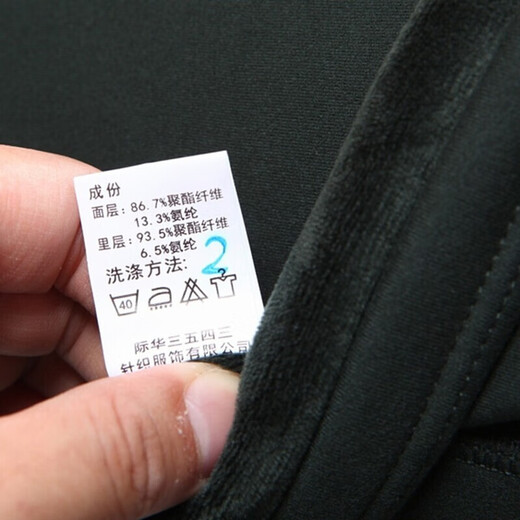 成份
面层: 86.7%聚酯纤维
13.3%氨纶
里层: 93.5%聚酯纤维
6.5%氨纶
洗涤方法: 2
40
际华三五四三
针织服饰有限公司